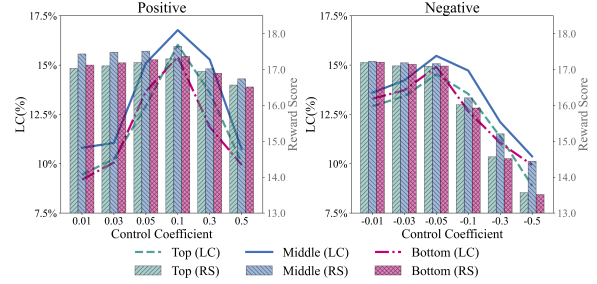 Positive
Negative
17.5%
15%
12.5%
10%
7.5%
LC(%)
18.0
17.0
16.0
15.0
14.0
13.0
Reward Score
0.01 0.03 0.05 0.1 0.3 0.5
Control Coefficient
17.5%
15%
12.5%
10%
7.5%
LC(%)
18.0
17.0
16.0
15.0
14.0
13.0
Reward Score
-0.01 -0.03 -0.05 -0.1 -0.3 -0.5
Control Coefficient
Top (LC) Middle (LC) Bottom (LC)
Top (RS) Middle (RS) Bottom (RS)